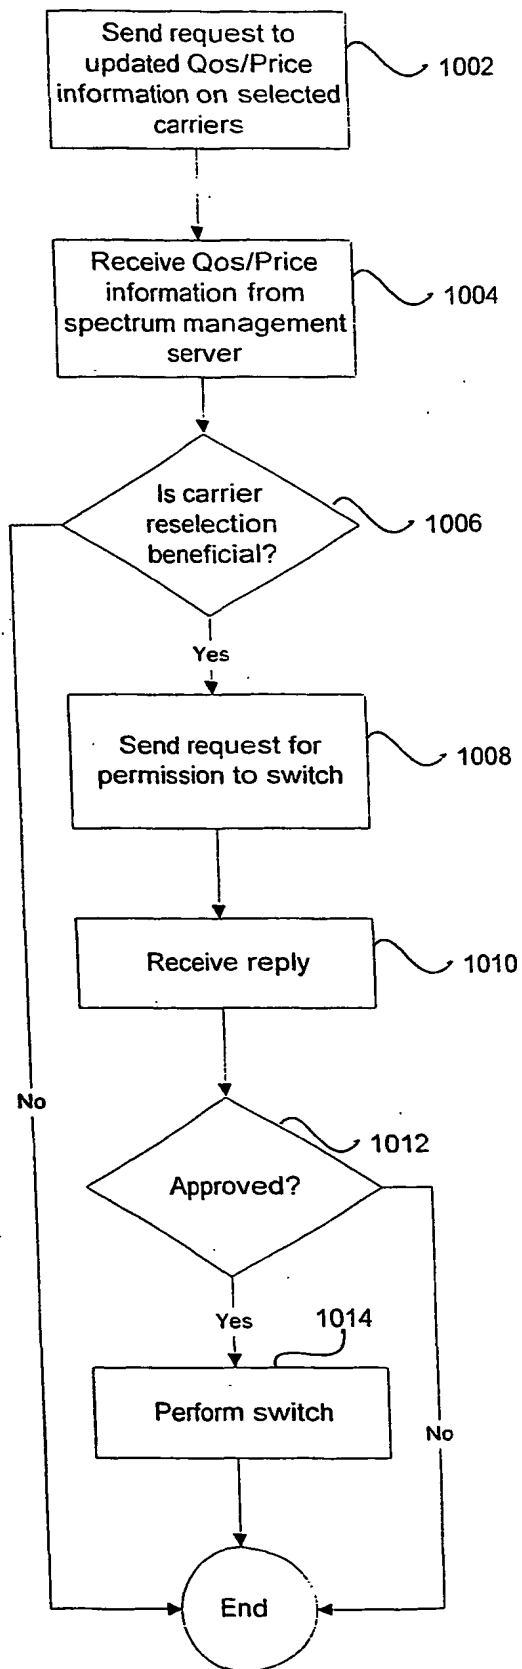 Send request to
updated Qos/Price
information on selected
carriers
1002
Receive Qos/Price
information from
spectrum management
server
1004
Is carrier
reselection
beneficial?
1006
Yes
Send request for
permission to switch
1008
Receive reply
1010
No
1012
Approved?
Yes
1014
Perform switch
No
End